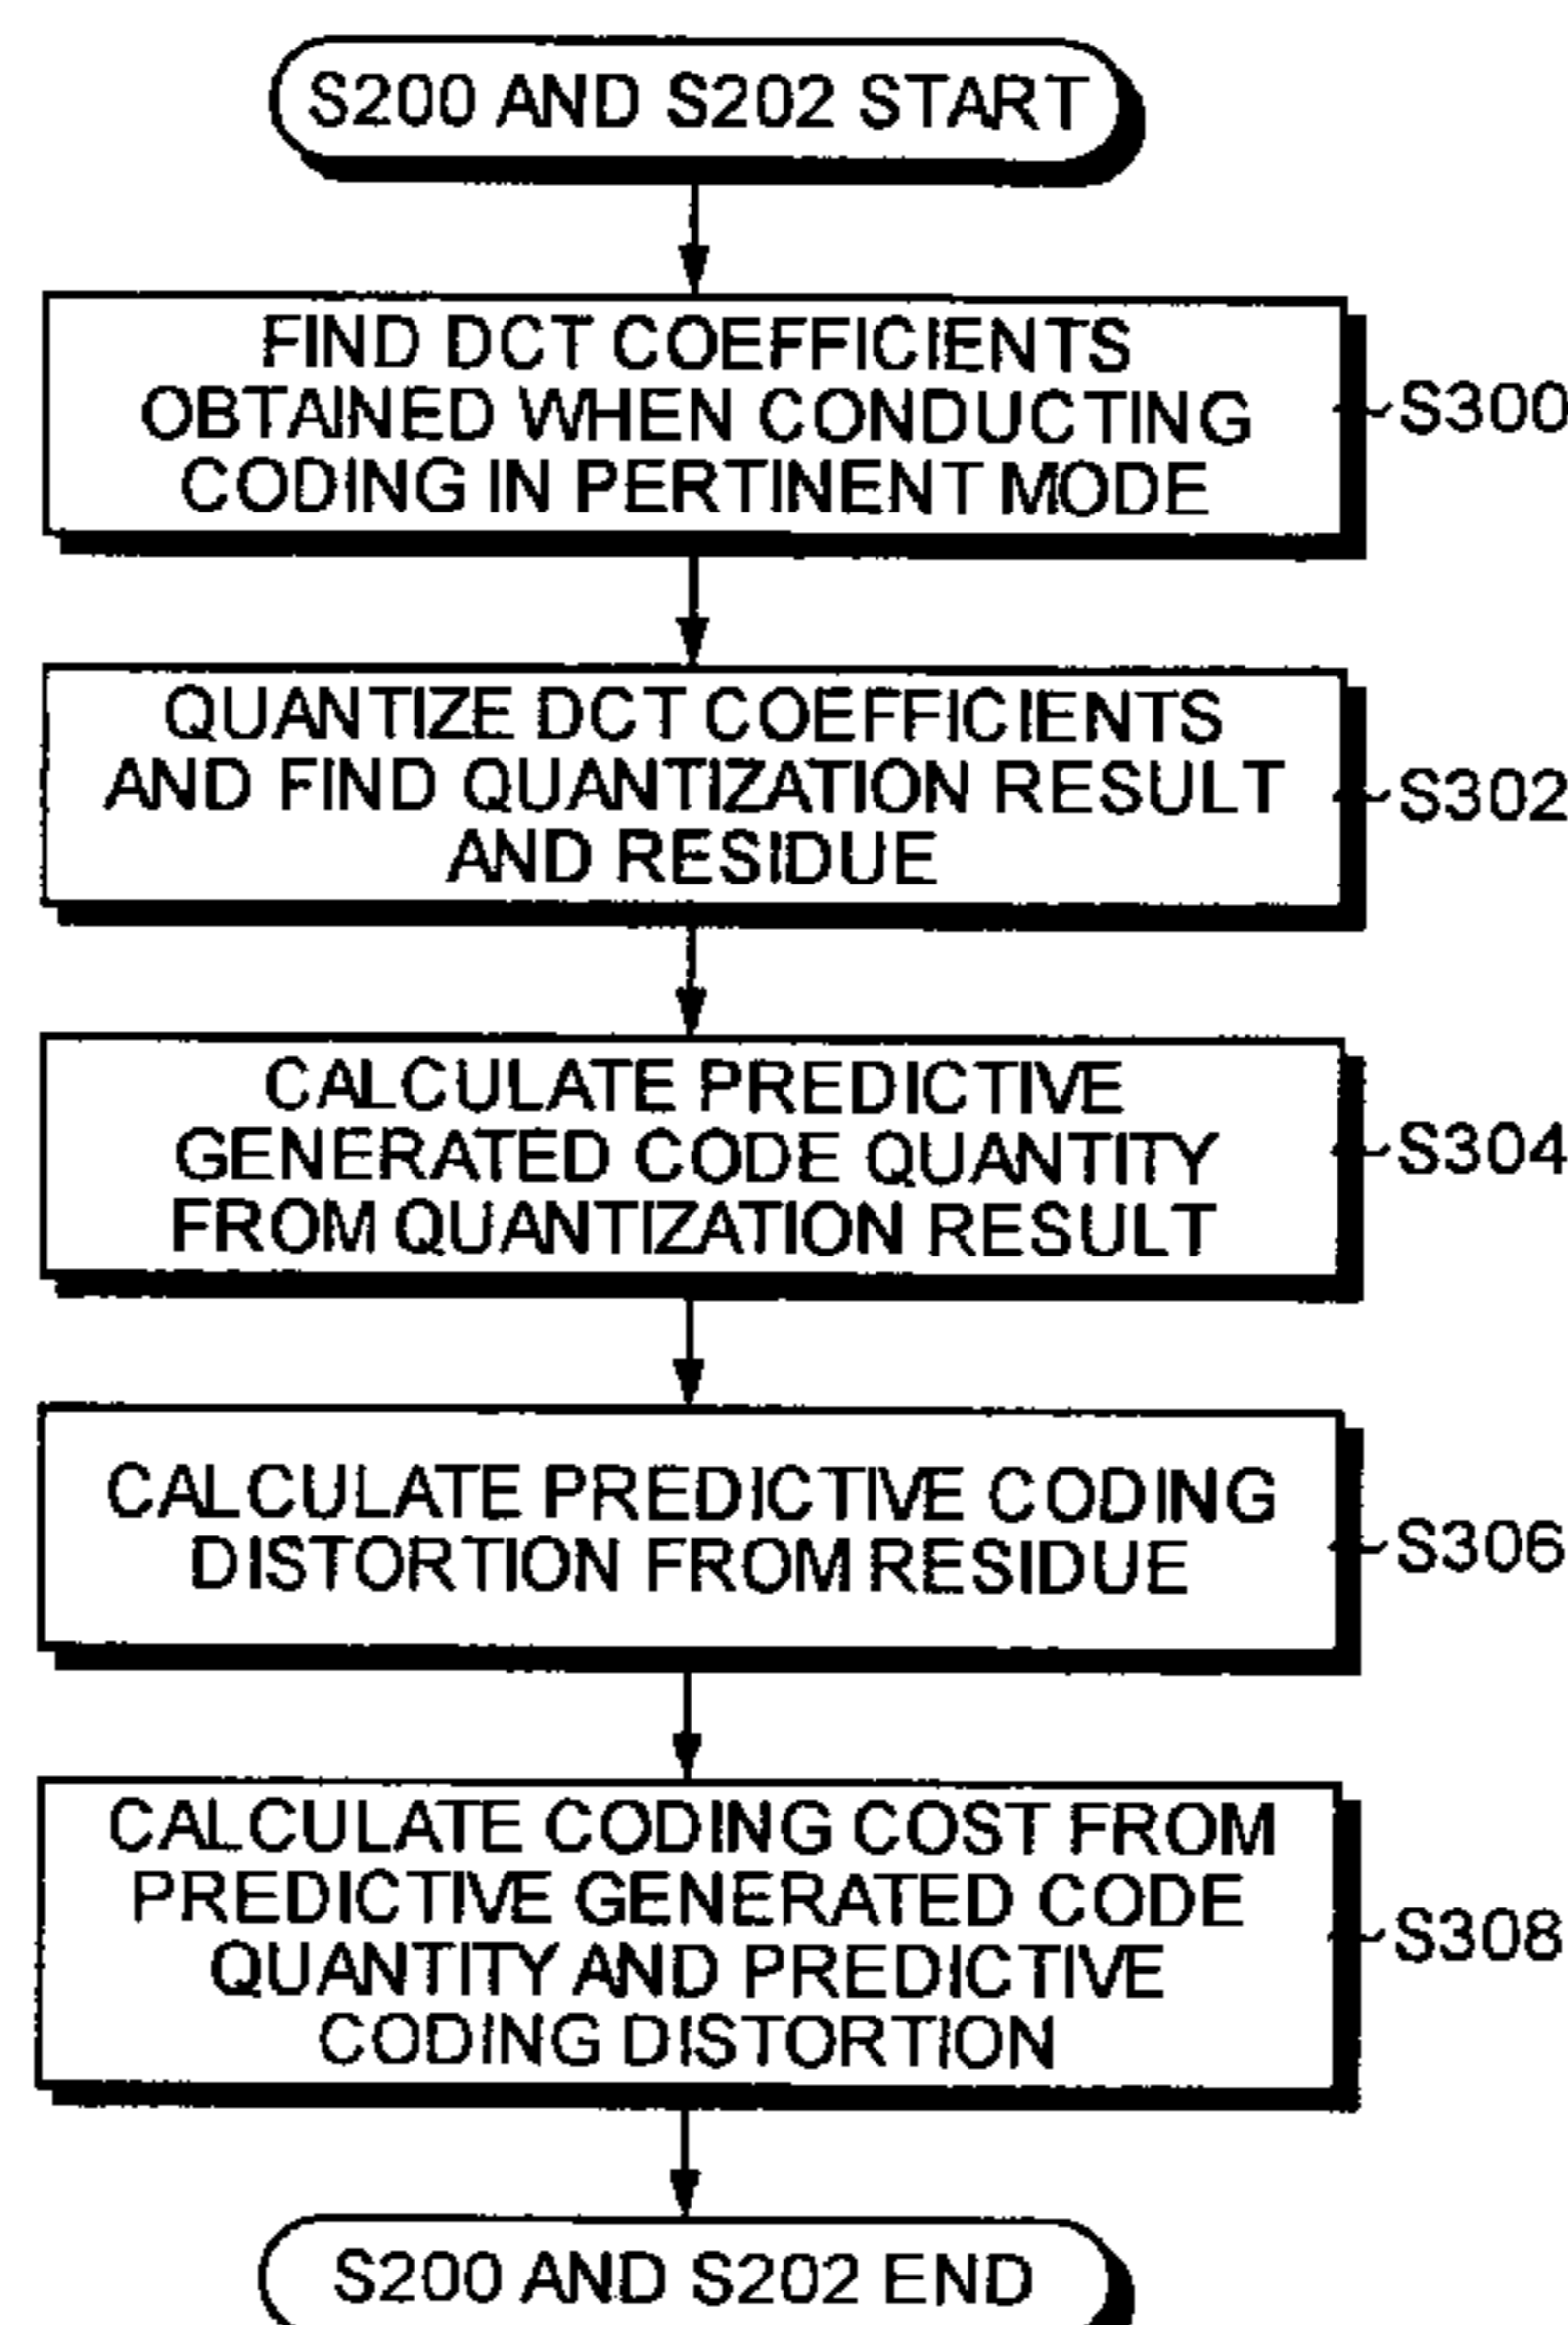 S200 AND S202 START
FIND DCT COEFFICIENTS
OBTAINED WHEN CONDUCTING
CODING IN PERTINENT MODE
S300
QUANTIZE DCT COEFFICIENTS
AND FIND QUANTIZATION RESULT
AND RESIDUE
S302
CALCULATE PREDICTIVE
GENERATED CODE QUANTITY
FROM QUANTIZATION RESULT
S304
CALCULATE PREDICTIVE CODING
DISTORTION FROM RESIDUE
S306
CALCULATE CODING COST FROM
PREDICTIVE GENERATED CODE
QUANTITY AND PREDICTIVE
CODING DISTORTION
S308
S200 AND S202 END